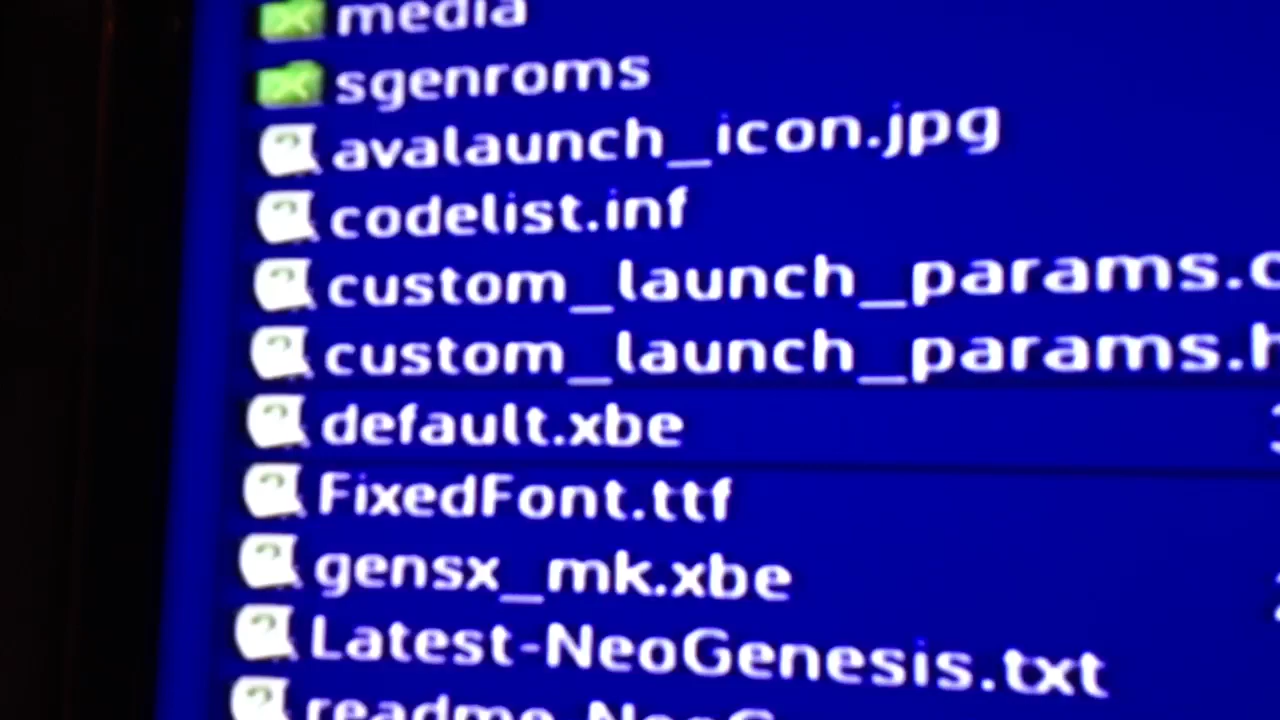 media
sgenroms
avalaunch_icon.jpg
codelist.inf
custom_launch_params.c
custom_launch_params.h
default.xbe
FixedFont.ttf
gensx_mk.xbe
Latest-NeoGenesis.txt